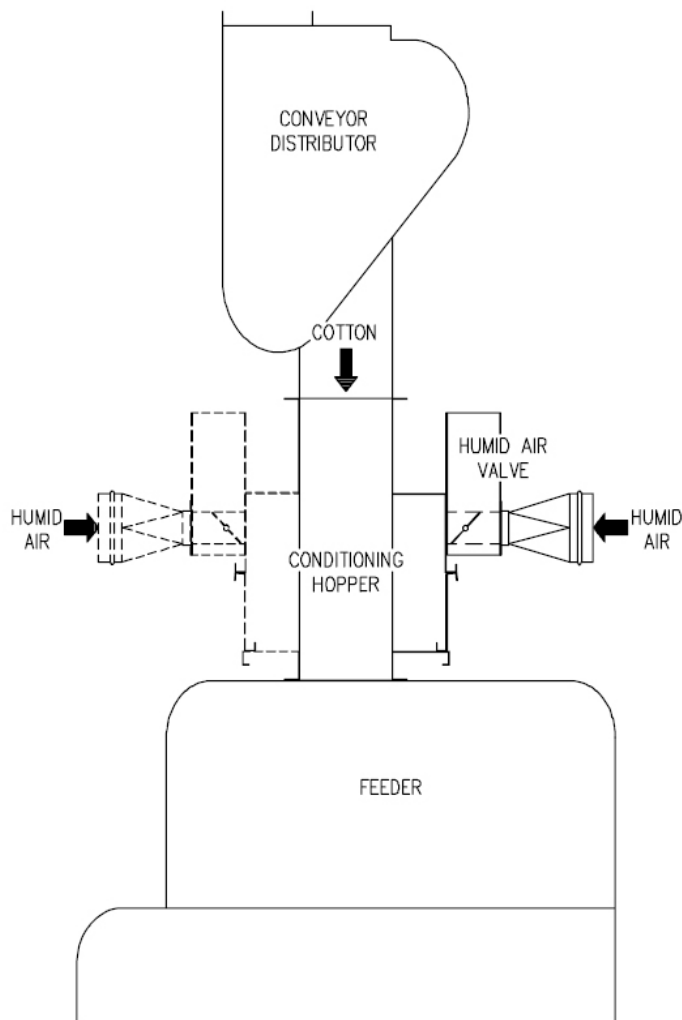 CONVEYOR
DISTRIBUTOR
COTTON
HUMID AIR
VALVE
HUMID
AIR
HUMID
AIR
CONDITIONING
HOPPER
FEEDER